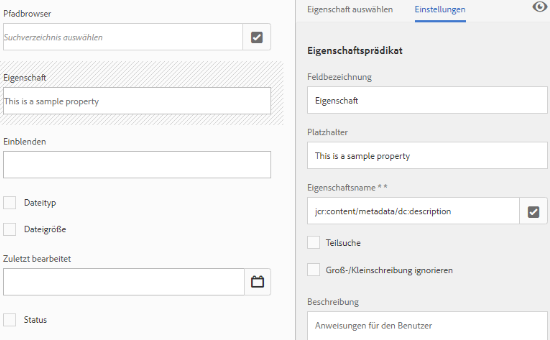 Pfadbrowser
Suchverzeichnis auswählen
Eigenschaft
This is a sample property
Einblenden
Dateityp
Dateigröße
Zuletzt bearbeitet
Status
Eigenschaft auswählen
Einstellungen
Eigenschaftsprädikat
Feldbezeichnung
Eigenschaft
Platzhalter
This is a sample property
Eigenschaftsname * *
jcr:content/metadata/dc:description
Teilsuche
Groß-/Kleinschreibung ignorieren
Beschreibung
Anweisungen für den Benutzer